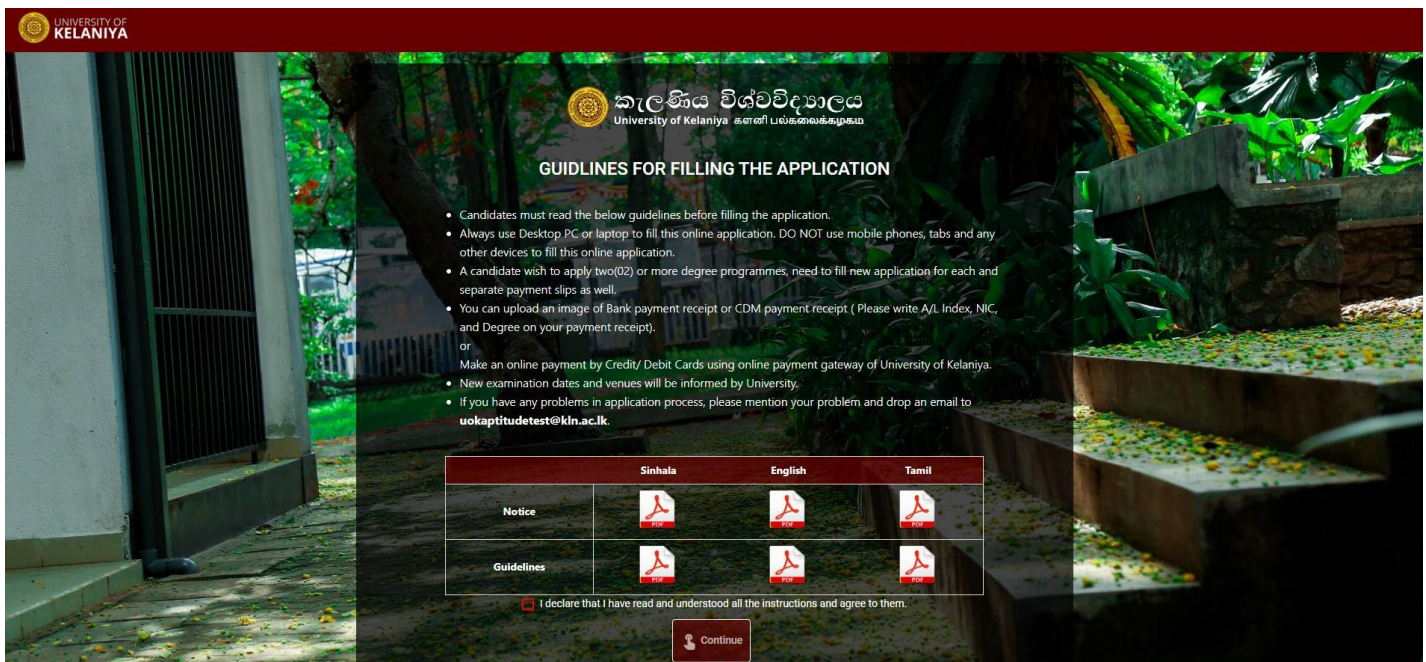 UNIVERSITY OF
KELANIYA
කැලණිය විශ්වවිද්‍යාලය
University of Kelaniya களனி பல்கலைக்கழகம்
GUIDLINES FOR FILLING THE APPLICATION
• Candidates must read the below guidelines before filling the application.
• Always use Desktop PC or laptop to fill this online application. DO NOT use mobile phones, tabs and any
other devices to fill this online application.
• A candidate wish to apply two(02) or more degree programmes, need to fill new application for each and
separate payment slips as well.
• You can upload an image of Bank payment receipt or CDM payment receipt ( Please write A/L Index, NIC,
and Degree on your payment receipt).
or
Make an online payment by Credit/ Debit Cards using online payment gateway of University of Kelaniya.
• New examination dates and venues will be informed by University.
• If you have any problems in application process, please mention your problem and drop an email to
uokaptitudetest@kln.ac.lk.
Sinhala English Tamil
Notice PDF PDF PDF
Guidelines PDF PDF PDF
I declare that I have read and understood all the instructions and agree to them.
Continue